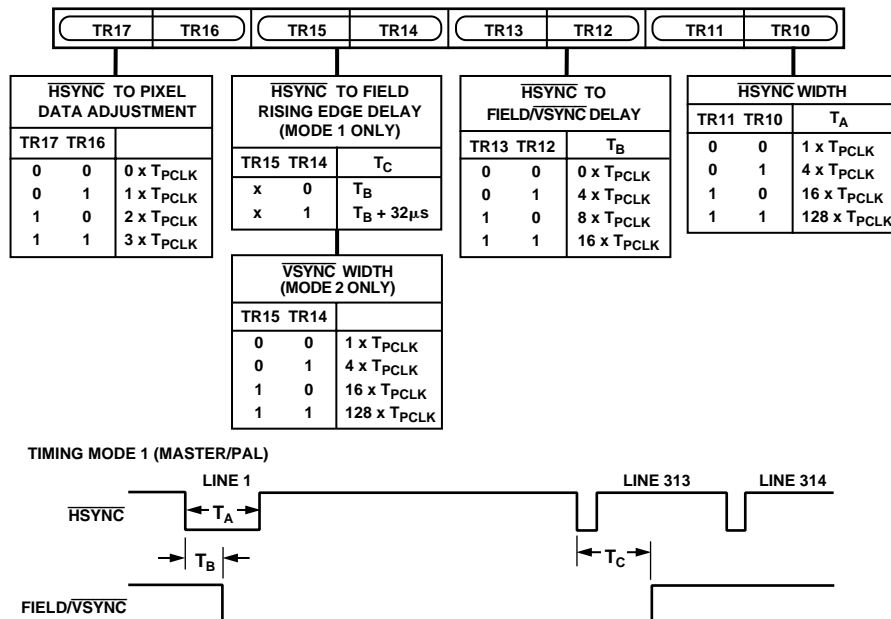 TR17 TR16 TR15 TR14 TR13 TR12 TR11 TR10
HSYNC TO PIXEL
DATA ADJUSTMENT
TR17 TR16
0 0 0 x TPCLK
0 1 1 x TPCLK
1 0 2 x TPCLK
1 1 3 x TPCLK
HSYNC TO FIELD
RISING EDGE DELAY
(MODE 1 ONLY)
TR15 TR14 TC
x 0 TB
x 1 TB + 32µs
VSYNC WIDTH
(MODE 2 ONLY)
TR15 TR14
0 0 1 x TPCLK
0 1 4 x TPCLK
1 0 16 x TPCLK
1 1 128 x TPCLK
HSYNC TO
FIELD/VSYNC DELAY
TR13 TR12 TB
0 0 0 x TPCLK
0 1 4 x TPCLK
1 0 8 x TPCLK
1 1 16 x TPCLK
HSYNC WIDTH
TR11 TR10 TA
0 0 1 x TPCLK
0 1 4 x TPCLK
1 0 16 x TPCLK
1 1 128 x TPCLK
TIMING MODE 1 (MASTER/PAL)
LINE 1 LINE 313 LINE 314
HSYNC TA
TB TC
FIELD/VSYNC